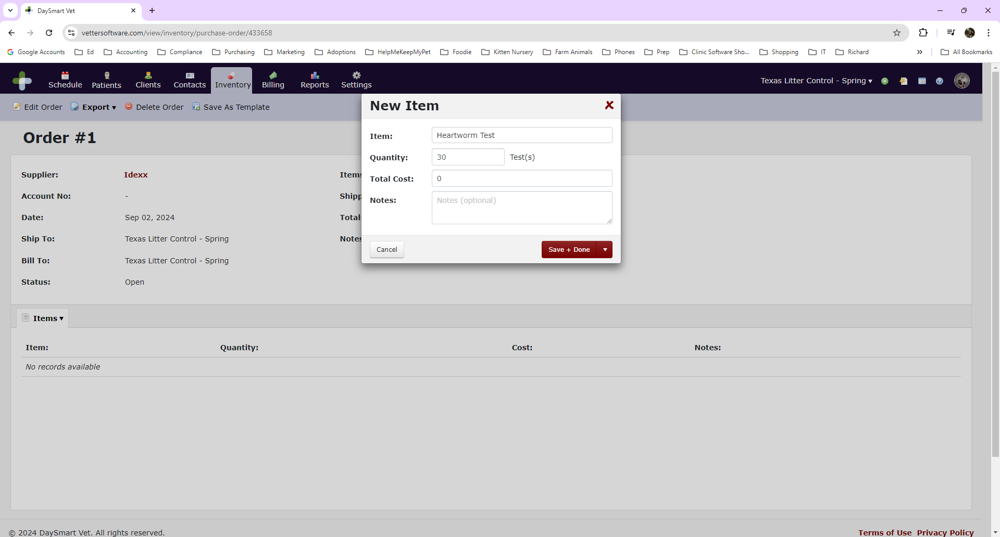 DaySmart Vet
vettersoftware.com/view/inventory/purchase-order/433658
Google Accounts Ed Accounting Compliance Purchasing Marketing Adoptions HelpMeKeepMyPet Foodie Kitten Nursery Farm Animals Phones Prep Clinic Software Sho... Shopping IT Richard » All Bookmarks
Schedule Patients Clients Contacts Inventory Billing Reports Settings Texas Litter Control - Spring ▾
Edit Order Export ▾ Delete Order Save As Template
New Item
Item: Heartworm Test
Quantity: 30 Test(s)
Total Cost: 0
Notes: Notes (optional)
Cancel Save + Done
Order #1
Supplier: Idexx
Account No: -
Date: Sep 02, 2024
Ship To: Texas Litter Control - Spring
Bill To: Texas Litter Control - Spring
Status: Open
Items
Shipp
Total
Notes
Items ▾
Item: Quantity: Cost: Notes:
No records available
© 2024 DaySmart Vet. All rights reserved. Terms of Use Privacy Policy